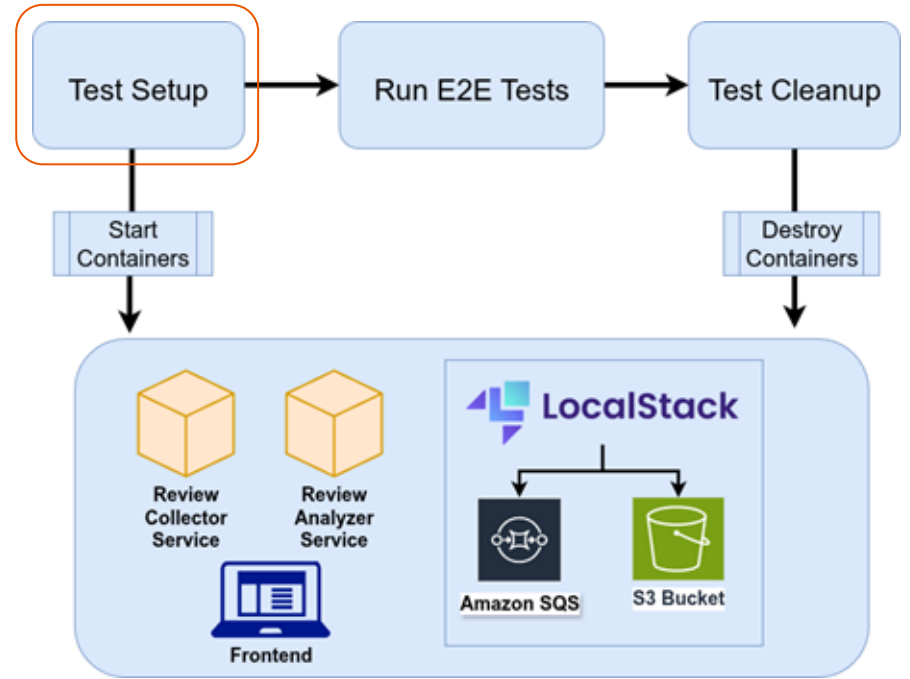 Test Setup
Run E2E Tests
Test Cleanup
Start
Containers
Destroy
Containers
LocalStack
Review
Collector
Service
Review
Analyzer
Service
Amazon SQS
S3 Bucket
Frontend